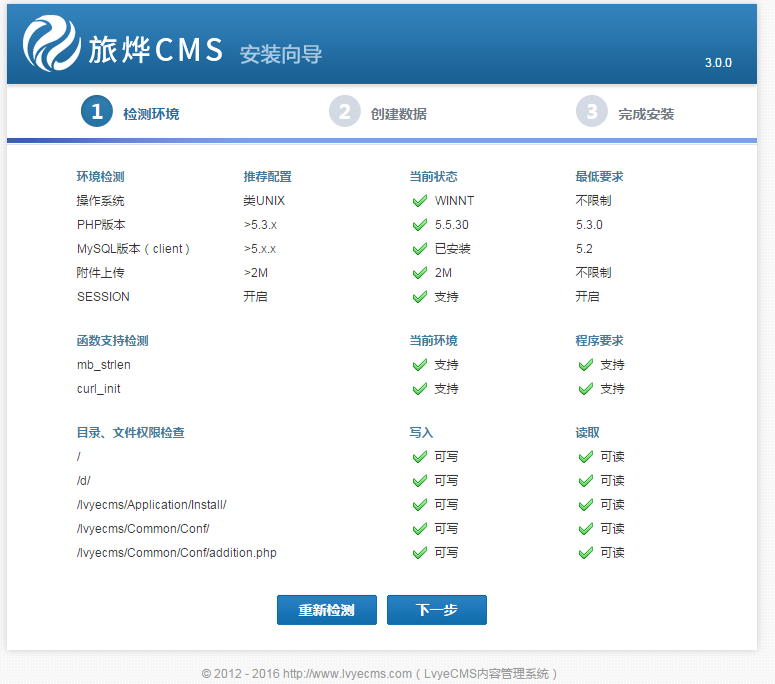 旅烨CMS 安装向导 3.0.0
1 检测环境 2 创建数据 3 完成安装
环境检测 推荐配置 当前状态 最低要求
操作系统 类UNIX WINNT 不限制
PHP版本 >5.3.x 5.5.30 5.3.0
MySQL版本（client） >5.x.x 已安装 5.2
附件上传 >2M 2M 不限制
SESSION 开启 支持 开启
函数支持检测 当前环境 程序要求
mb_strlen 支持 支持
curl_init 支持 支持
目录、文件权限检查 写入 读取
/ 可写 可读
/d/ 可写 可读
/lvyecms/Application/Install/ 可写 可读
/lvyecms/Common/Conf/ 可写 可读
/lvyecms/Common/Conf/addition.php 可写 可读
重新检测 下一步
© 2012 - 2016 http://www.lvyecms.com（LvyeCMS内容管理系统）